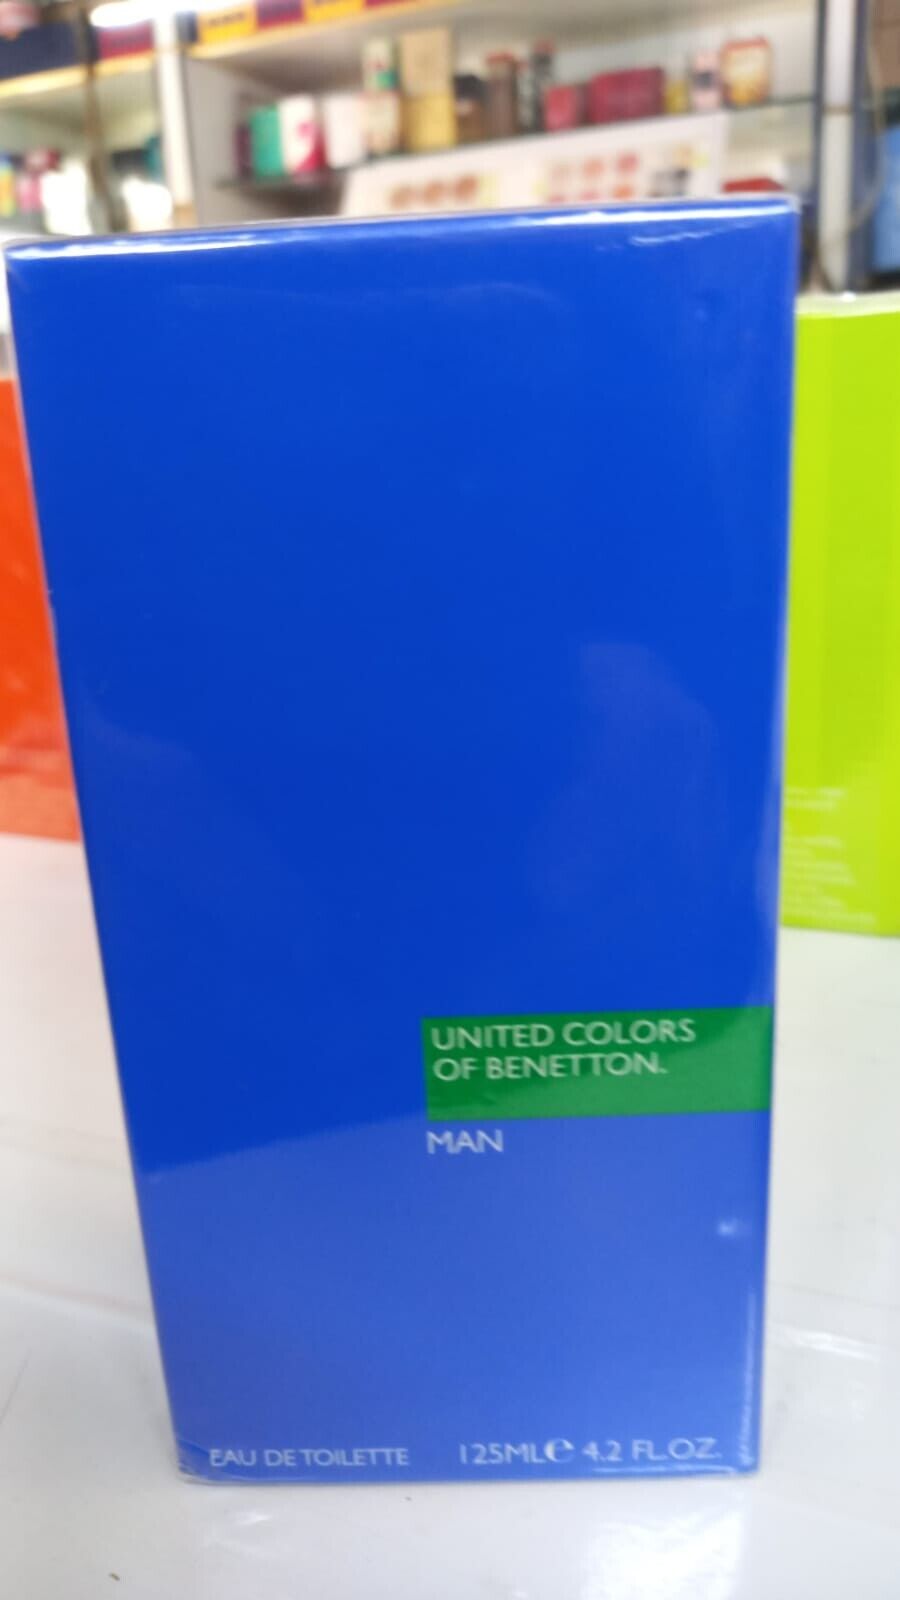 UNITED COLORS
OF BENETTON.
MAN
EAU DE TOILETTE 125ML℮ 4.2 FL.OZ.